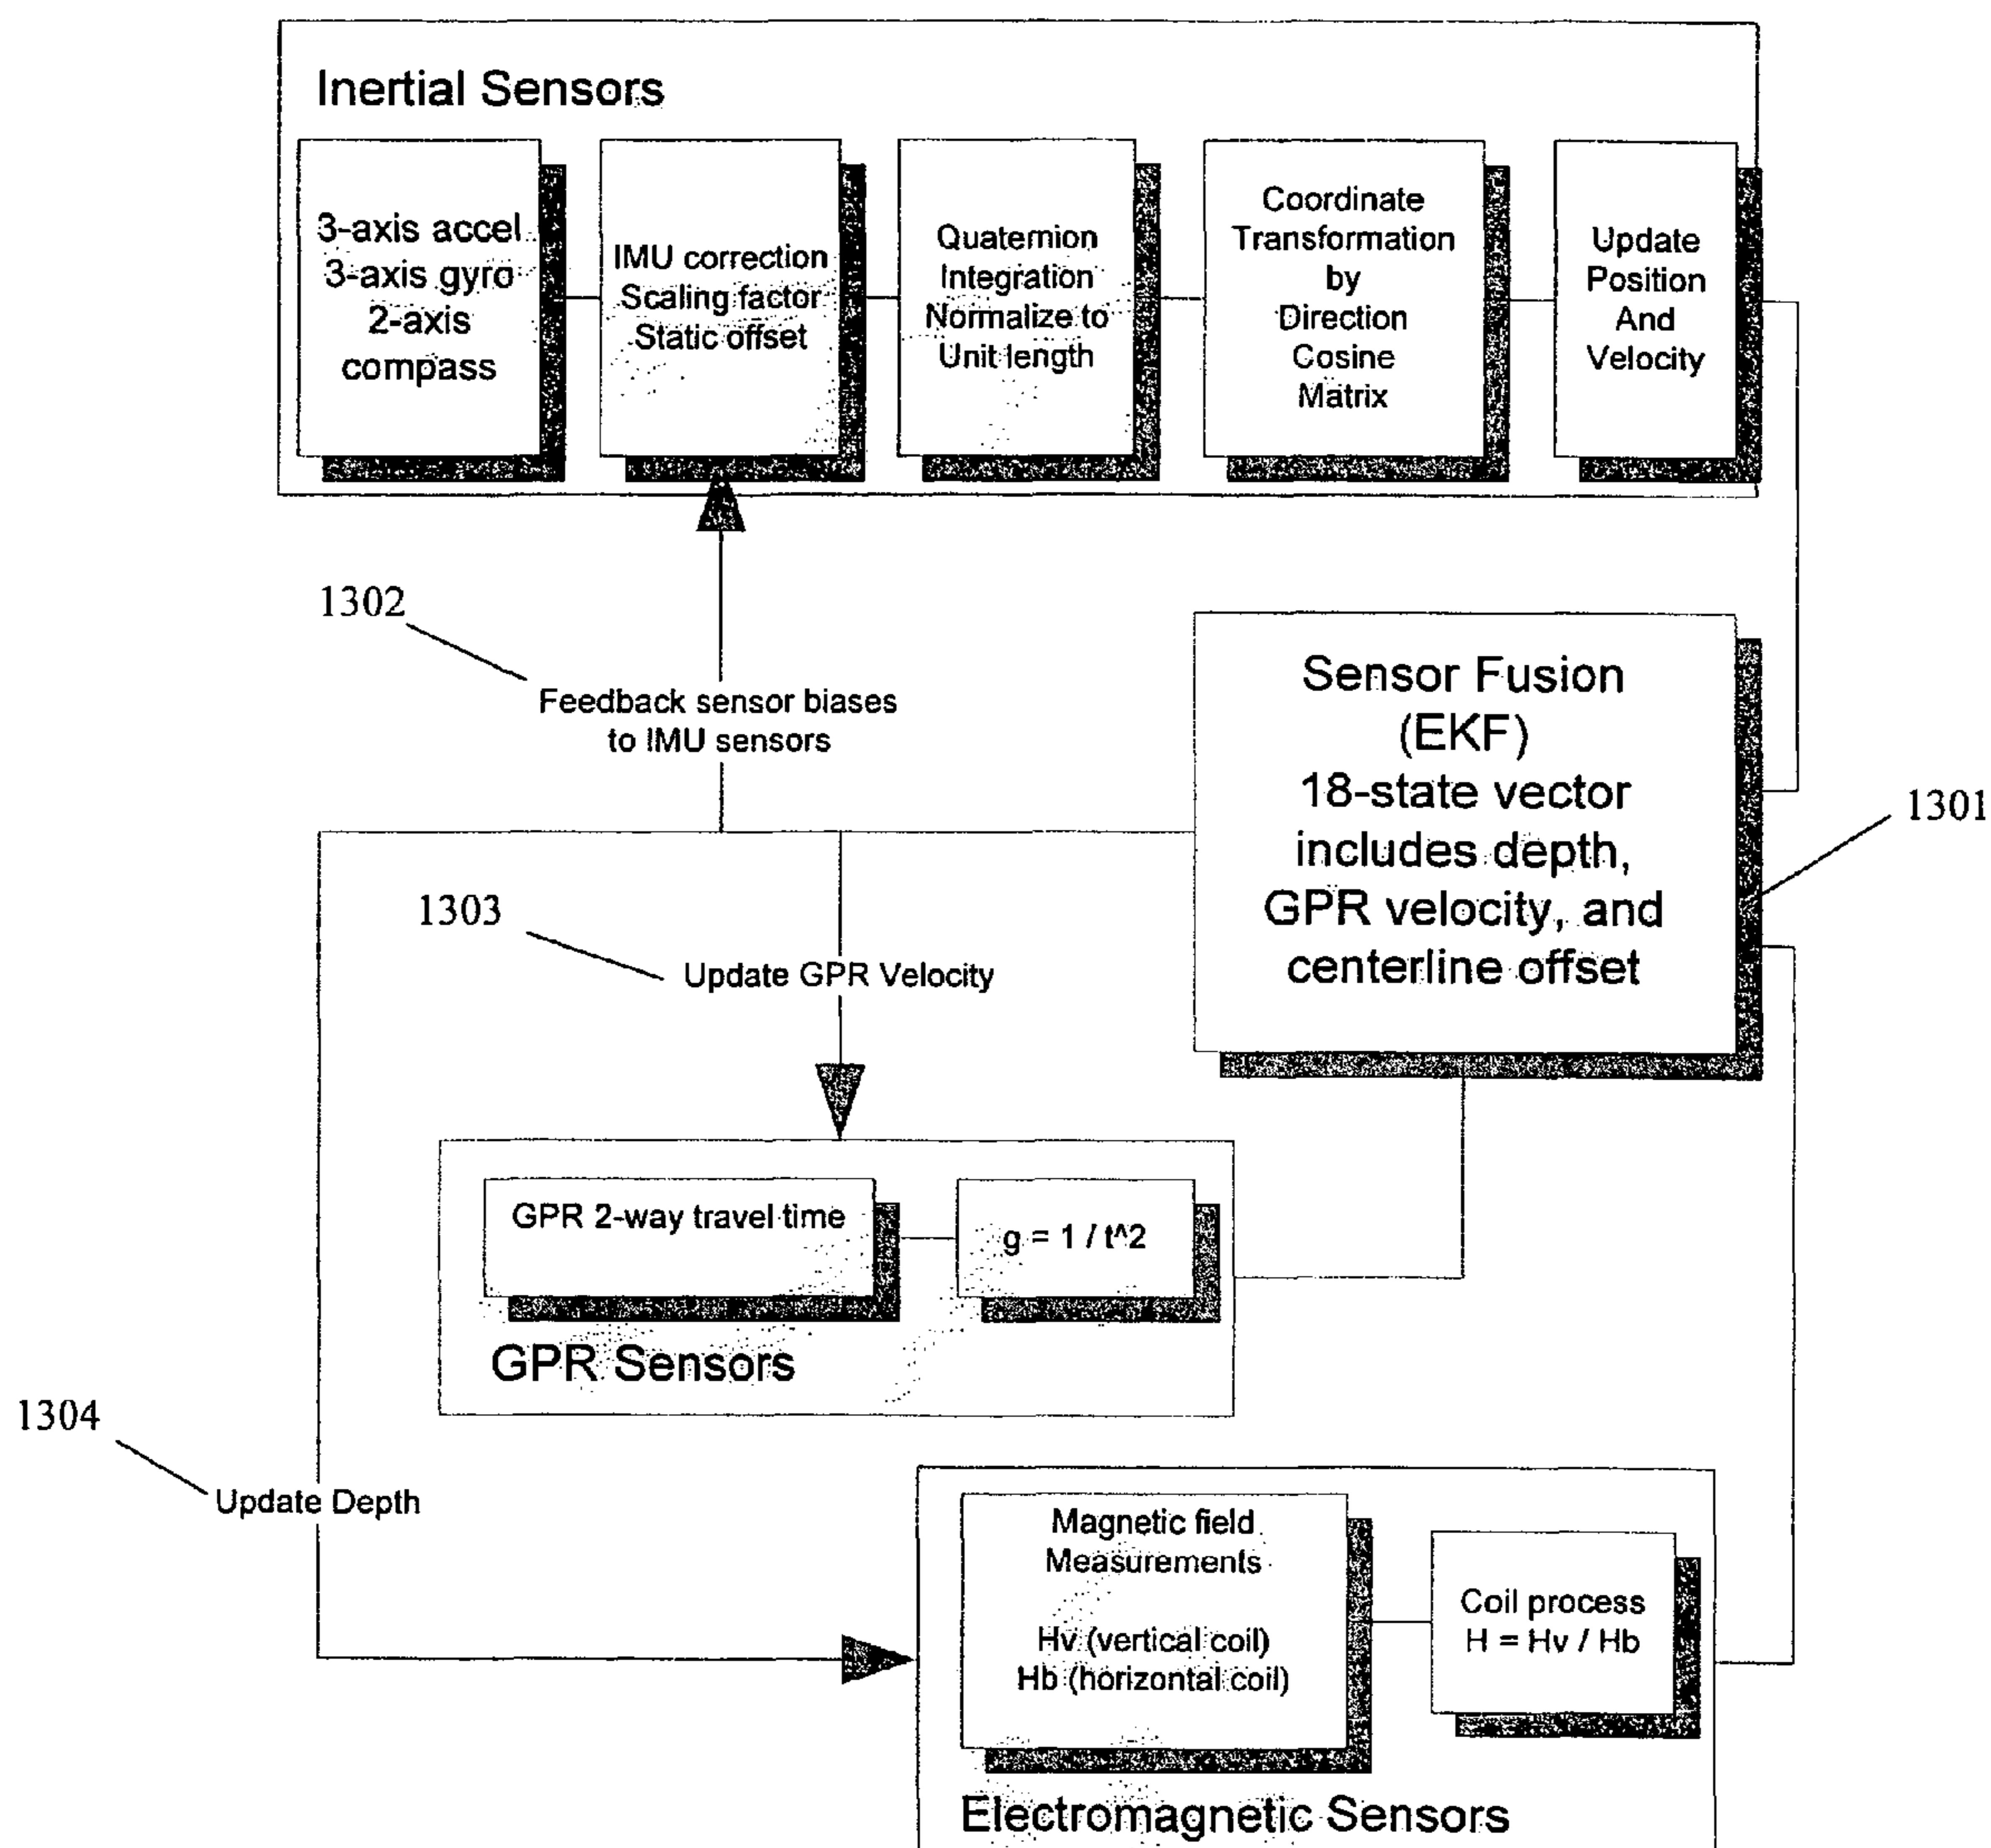 Inertial Sensors
3-axis accel
3-axis gyro
2-axis
compass
IMU correction
Scaling factor
Static offset
Quaternion
Integration
Normalize to
Unit length
Coordinate
Transformation
by
Direction
Cosine
Matrix
Update
Position
And
Velocity
1302
Feedback sensor biases
to IMU sensors
Sensor Fusion
(EKF)
18-state vector
includes depth,
GPR velocity, and
centerline offset
1301
1303
Update GPR Velocity
GPR 2-way travel time
g = 1 / t^2
GPR Sensors
1304
Update Depth
Magnetic field
Measurements
Hv (vertical coil)
Hb (horizontal coil)
Coil process
H = Hv / Hb
Electromagnetic Sensors